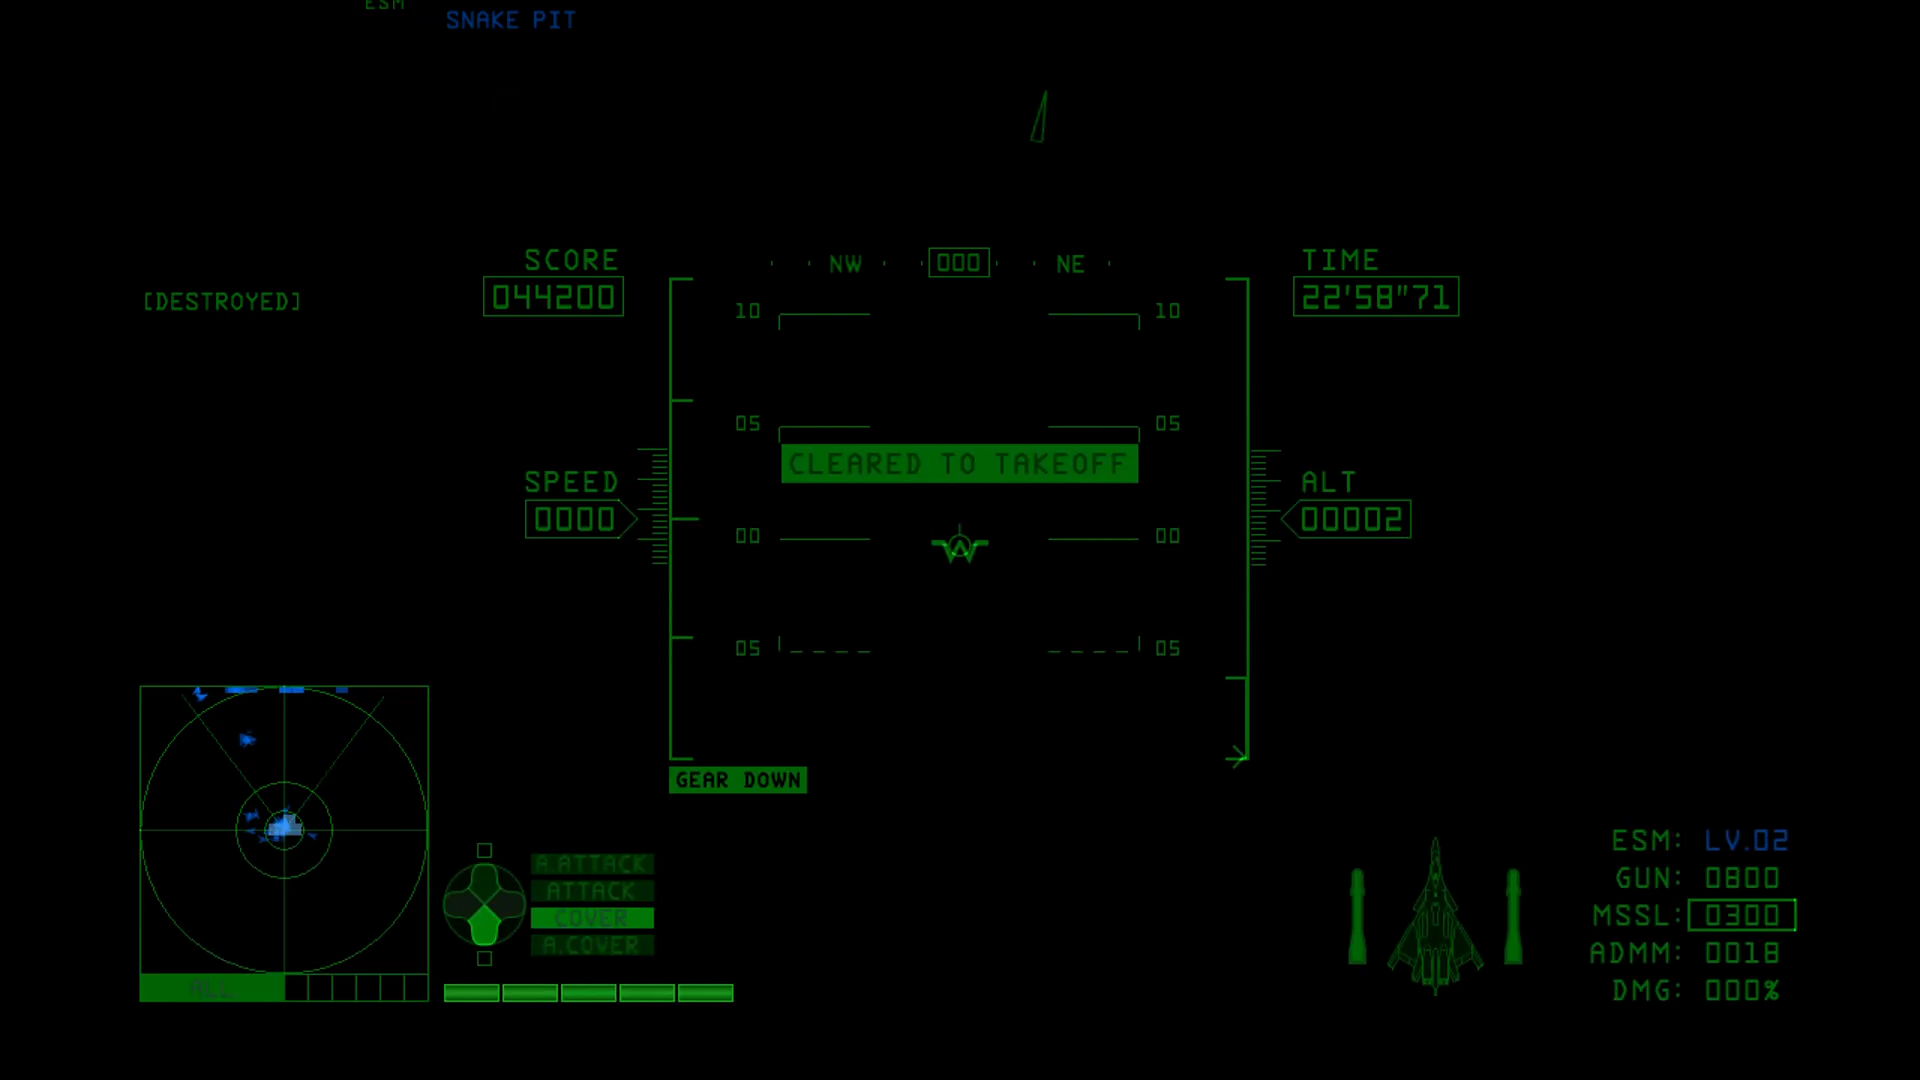 ESM
SNAKE PIT
SCORE
044200
NW
000
NE
TIME
22'58"71
[DESTROYED]
10
10
05
05
CLEARED TO TAKEOFF
SPEED
0000
ALT
00002
00
00
05
05
GEAR DOWN
A.ATTACK
ATTACK
COVER
A.COVER
ALL
ESM: LV.02
GUN: 0800
MSSL: 0300
ADMM: 0018
DMG: 000%